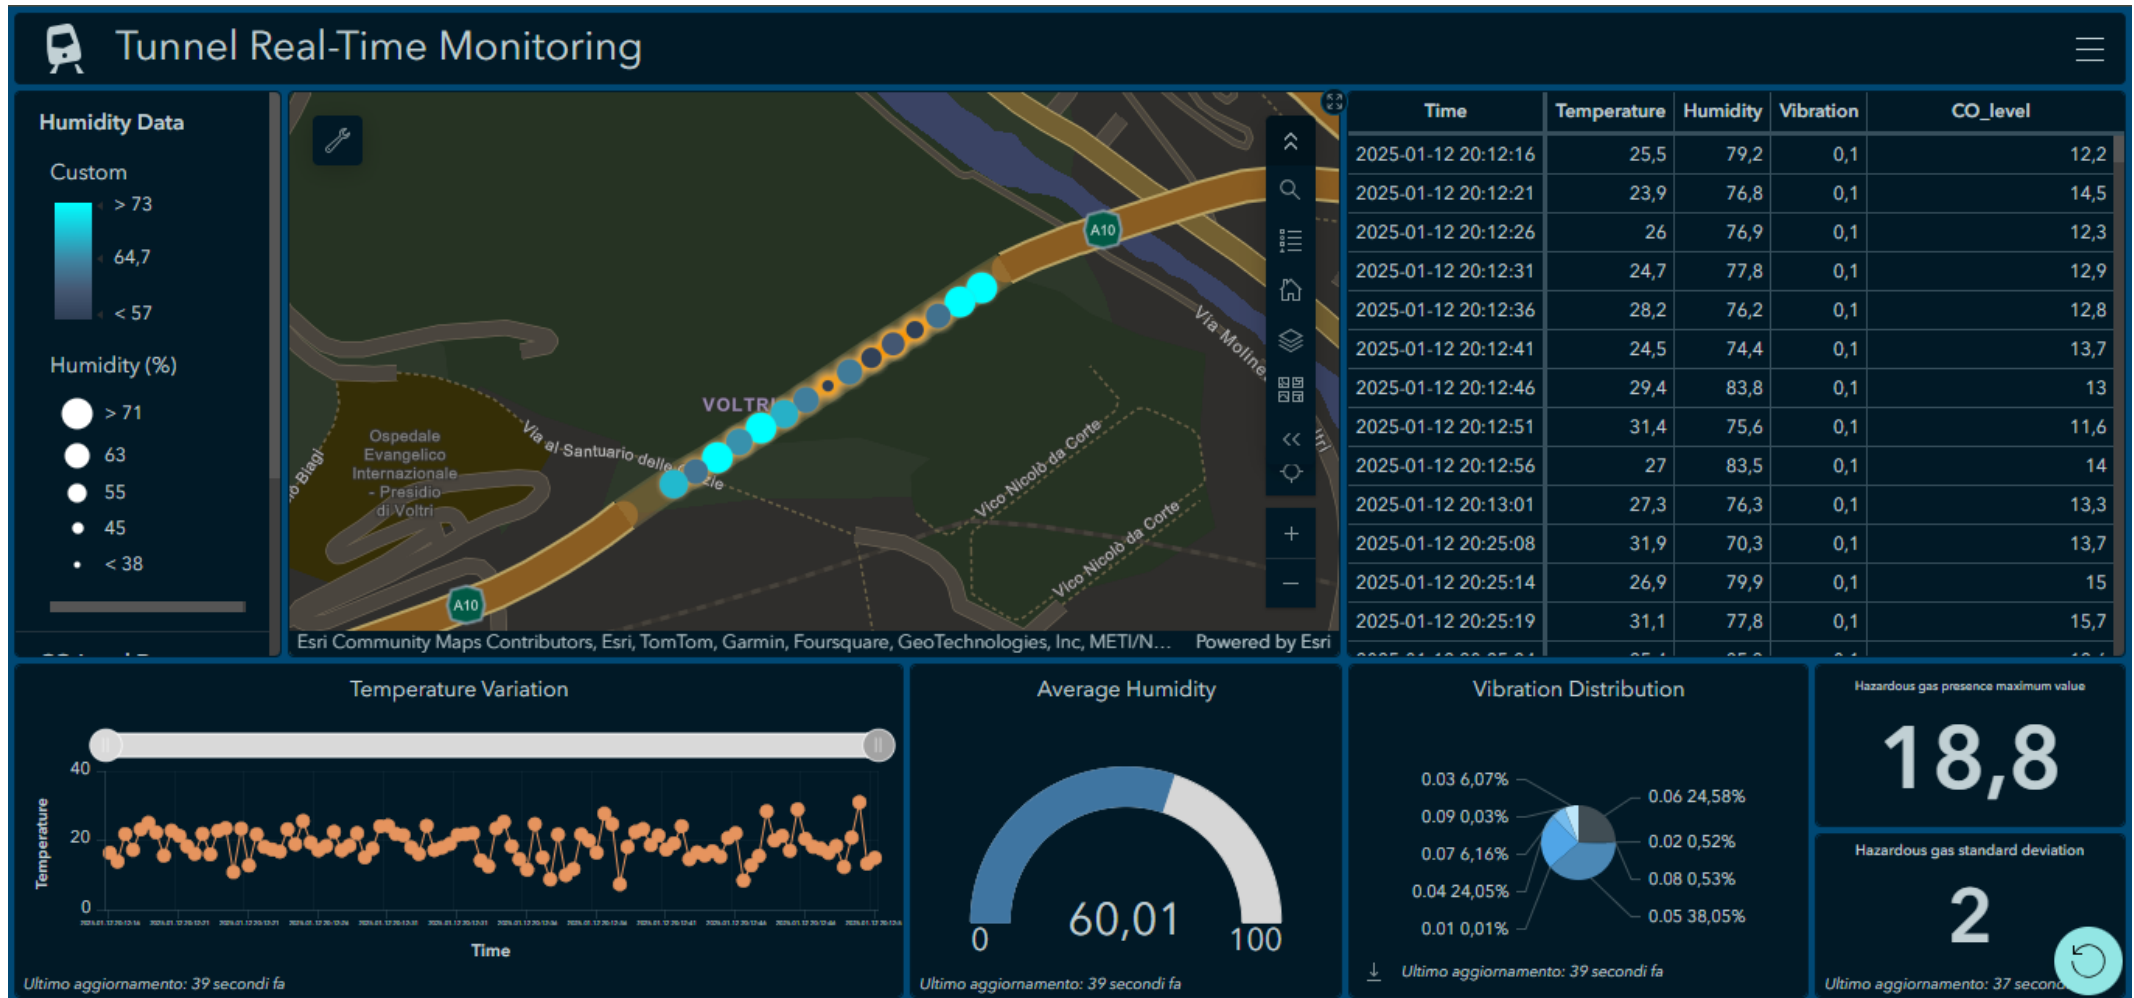 Tunnel Real-Time Monitoring
Humidity Data
Custom
> 73
64,7
< 57
Humidity (%)
> 71
63
55
45
< 38
A10
VOLTRI
Via al Santuario delle
zie
Ospedale
Evangelico
Internazionale
- Presidio
di Voltri
o Biagi
Vico Nicolò da Corte
Vico Nicolò da Corte
Via Moline
ltri
A10
Esri Community Maps Contributors, Esri, TomTom, Garmin, Foursquare, GeoTechnologies, Inc, METI/N... Powered by Esri
Time Temperature Humidity Vibration CO_level
2025-01-12 20:12:16 25,5 79,2 0,1 12,2
2025-01-12 20:12:21 23,9 76,8 0,1 14,5
2025-01-12 20:12:26 26 76,9 0,1 12,3
2025-01-12 20:12:31 24,7 77,8 0,1 12,9
2025-01-12 20:12:36 28,2 76,2 0,1 12,8
2025-01-12 20:12:41 24,5 74,4 0,1 13,7
2025-01-12 20:12:46 29,4 83,8 0,1 13
2025-01-12 20:12:51 31,4 75,6 0,1 11,6
2025-01-12 20:12:56 27 83,5 0,1 14
2025-01-12 20:13:01 27,3 76,3 0,1 13,3
2025-01-12 20:25:08 31,9 70,3 0,1 13,7
2025-01-12 20:25:14 26,9 79,9 0,1 15
2025-01-12 20:25:19 31,1 77,8 0,1 15,7
Temperature Variation
40
20
0
Temperature
Time
Ultimo aggiornamento: 39 secondi fa
Average Humidity
60,01
0
100
Ultimo aggiornamento: 39 secondi fa
Vibration Distribution
0.03 6,07%
0.09 0,03%
0.07 6,16%
0.04 24,05%
0.01 0,01%
0.06 24,58%
0.02 0,52%
0.08 0,53%
0.05 38,05%
Ultimo aggiornamento: 39 secondi fa
Hazardous gas presence maximum value
18,8
Hazardous gas standard deviation
2
Ultimo aggiornamento: 37 secon